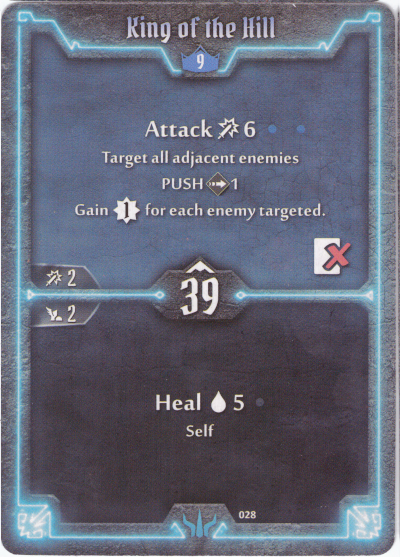 King of the Hill
9
Attack 6
Target all adjacent enemies
PUSH 1
Gain 1 for each enemy targeted.
2
39
2
Heal 5
Self
028